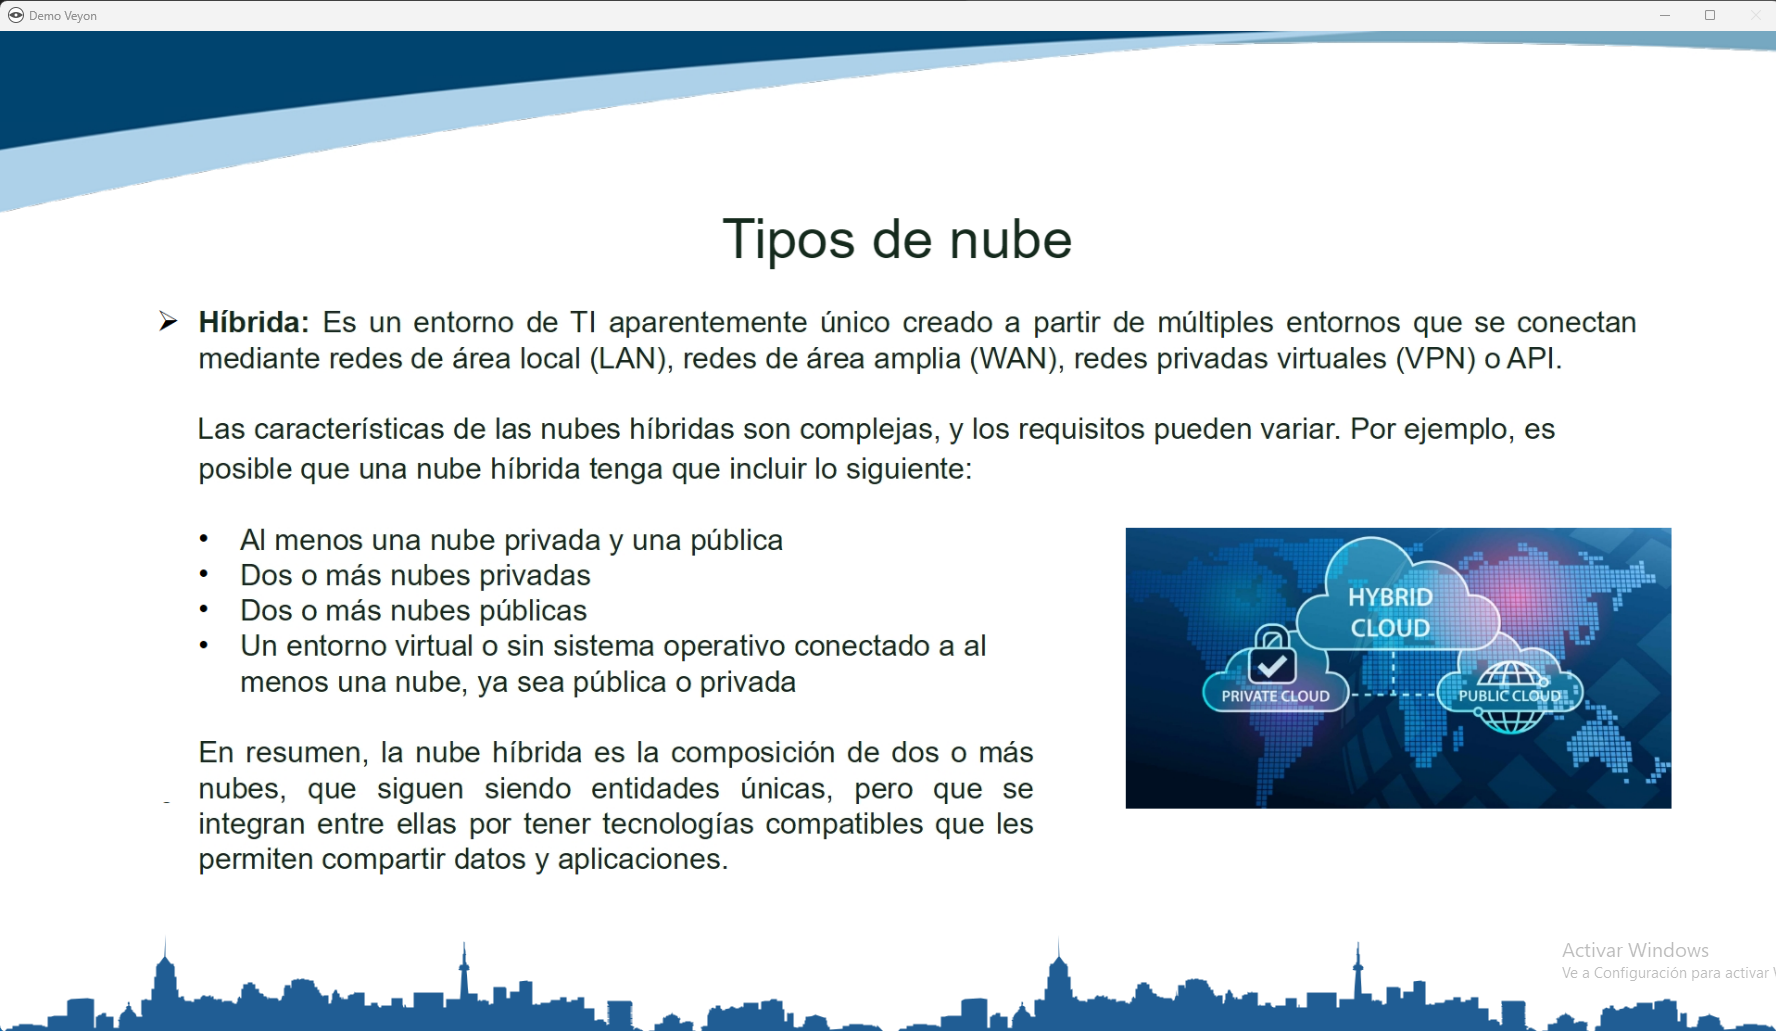 Demo Veyon
Tipos de nube
➢ Híbrida: Es un entorno de TI aparentemente único creado a partir de múltiples entornos que se conectan
mediante redes de área local (LAN), redes de área amplia (WAN), redes privadas virtuales (VPN) o API.
Las características de las nubes híbridas son complejas, y los requisitos pueden variar. Por ejemplo, es
posible que una nube híbrida tenga que incluir lo siguiente:
• Al menos una nube privada y una pública
• Dos o más nubes privadas
• Dos o más nubes públicas
• Un entorno virtual o sin sistema operativo conectado a al
menos una nube, ya sea pública o privada
HYBRID
CLOUD
PRIVATE CLOUD
PUBLIC CLOUD
En resumen, la nube híbrida es la composición de dos o más
nubes, que siguen siendo entidades únicas, pero que se
integran entre ellas por tener tecnologías compatibles que les
permiten compartir datos y aplicaciones.
Activar Windows
Ve a Configuración para activar